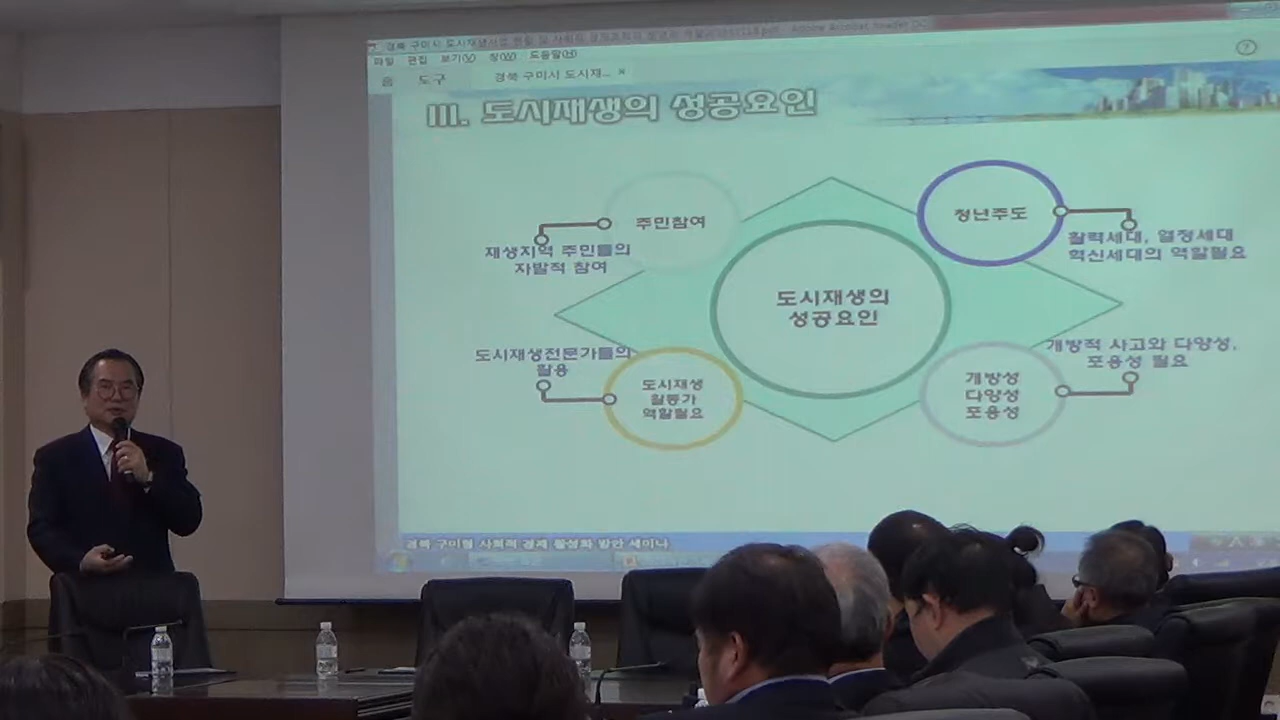 파일 편집 보기(V) 창(W) 도움말(H)
홈 도구 경북 구미시 도시재... ×
III. 도시재생의 성공요인
주민참여
재생지역 주민들의
자발적 참여
청년주도
활력세대, 열정세대
혁신세대의 역할필요
도시재생의
성공요인
도시재생전문가들의
활용
도시재생
활동가
역할필요
개방적 사고와 다양성,
포용성 필요
개방성
다양성
포용성
경북 구미형 사회적 경제 활성화 방안 세미나